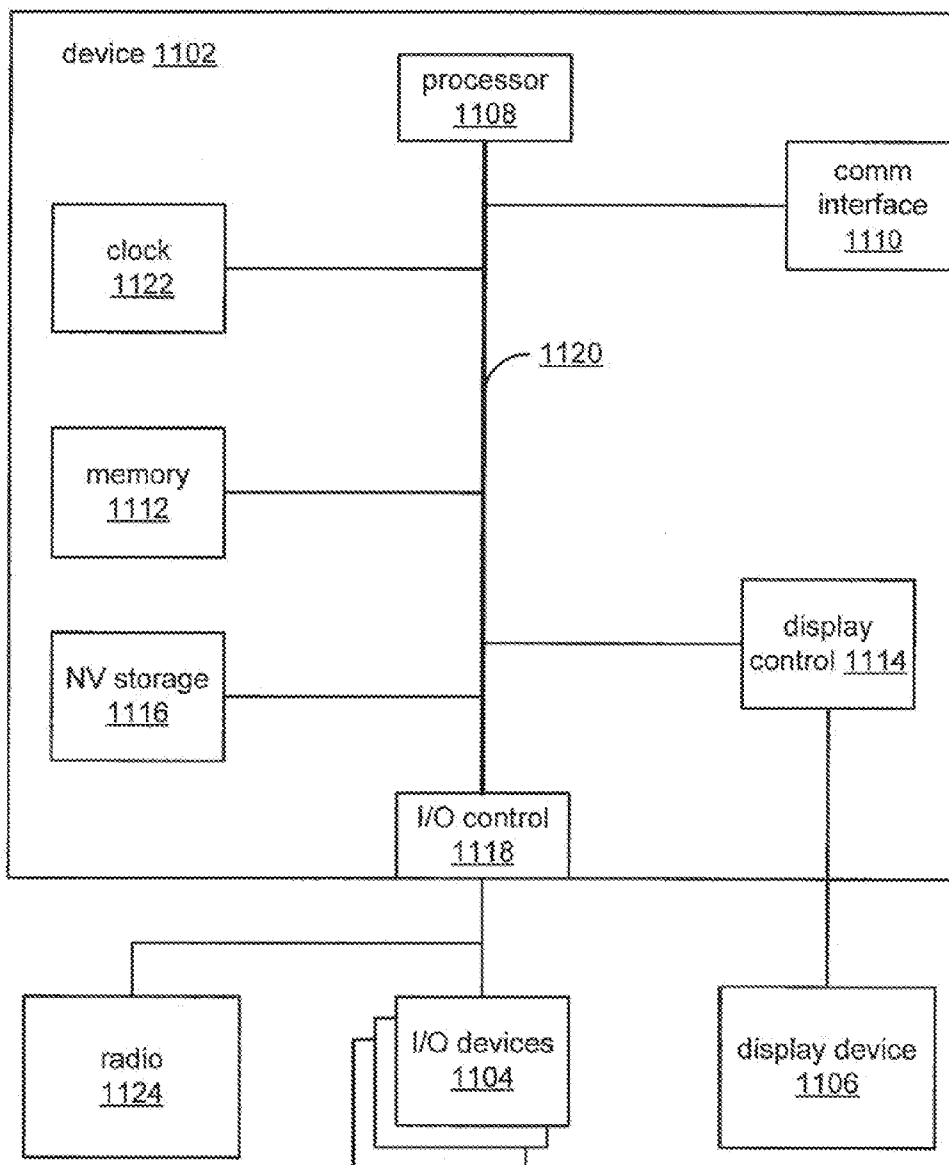 device 1102
processor
1108
comm
interface
1110
clock
1122
1120
memory
1112
display
control 1114
NV storage
1116
I/O control
1118
radio
1124
I/O devices
1104
display device
1106